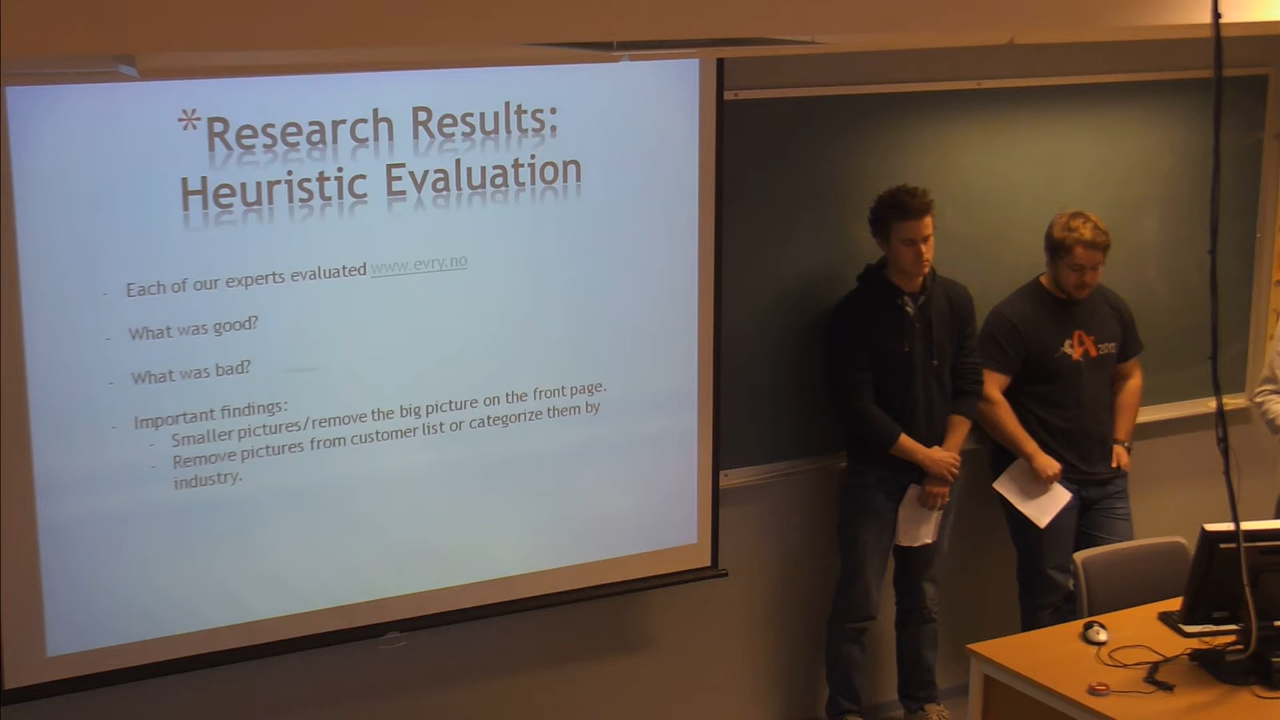 *Research Results:
Heuristic Evaluation
- Each of our experts evaluated www.evry.no
- What was good?
- What was bad?
- Important findings:
- Smaller pictures/remove the big picture on the front page.
- Remove pictures from customer list or categorize them by
industry.
A 2012